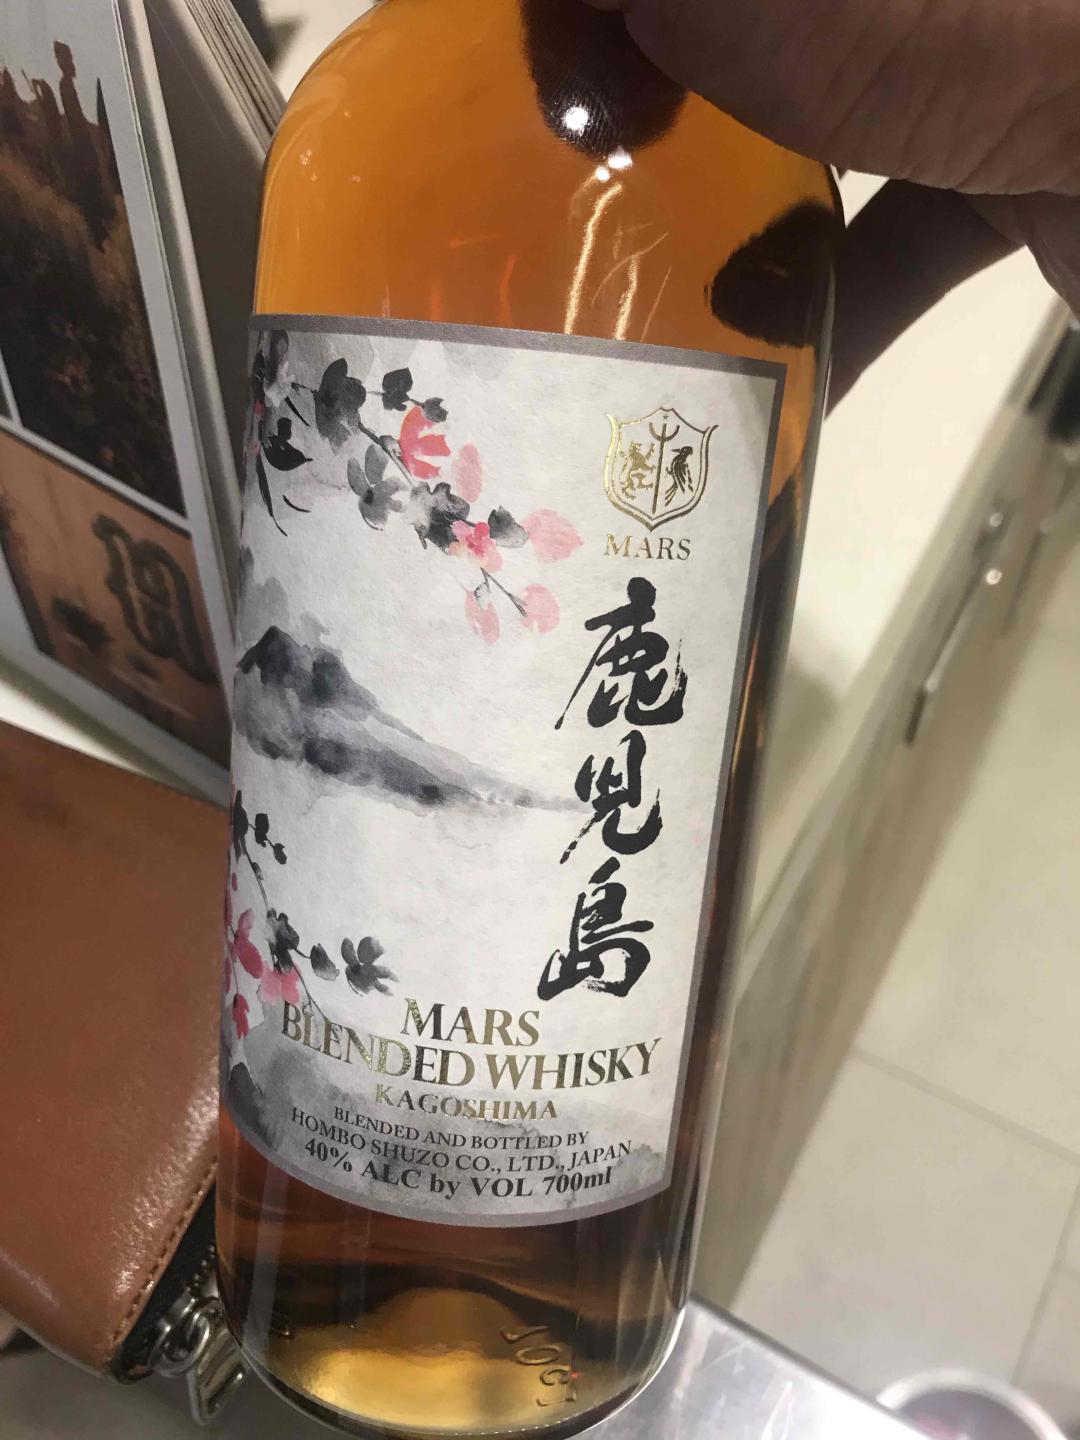 MARS
鹿児島
MARS
BLENDED WHISKY
KAGOSHIMA
BLENDED AND BOTTLED BY
HOMBO SHUZO CO., LTD., JAPAN
40% ALC by VOL 700ml